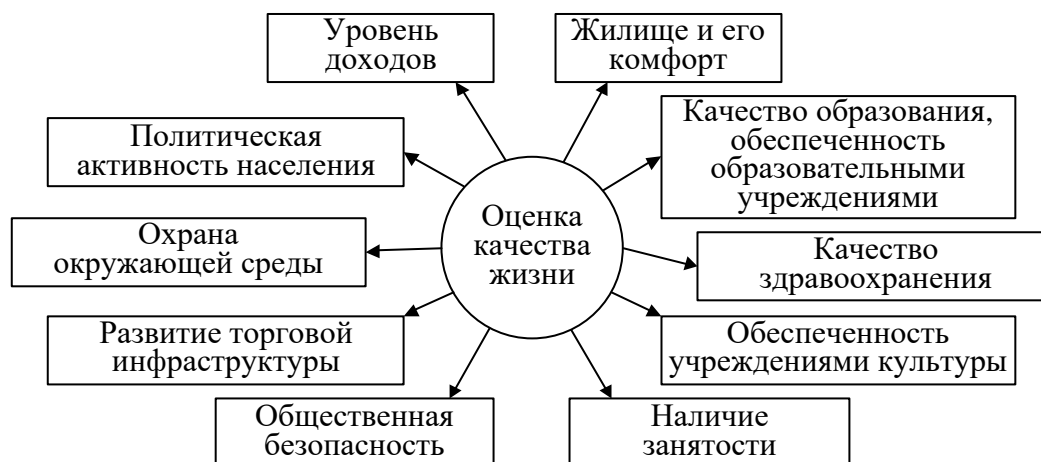 Уровень
доходов
Жилище и его
комфорт
Политическая
активность населения
Качество образования,
обеспеченность
образовательными
учреждениями
Оценка
качества
жизни
Охрана
окружающей среды
Качество
здравоохранения
Развитие торговой
инфраструктуры
Обеспеченность
учреждениями культуры
Общественная
безопасность
Наличие
занятости